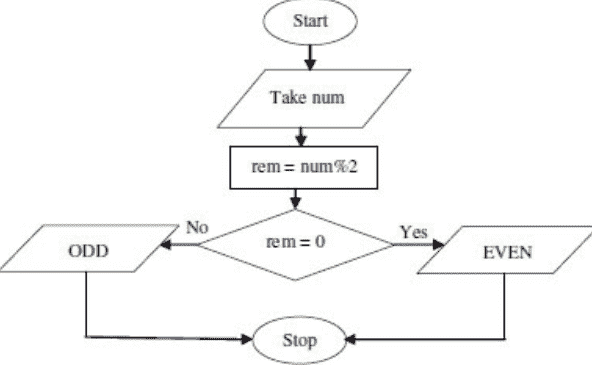 Start
Take num
rem = num%2
No
rem = 0
Yes
ODD
EVEN
Stop